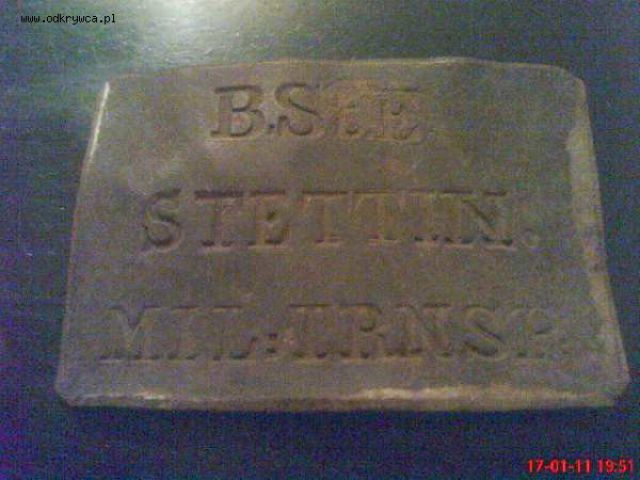 www.odkrywca.pl
B.St.E.
STETTIN.
MIL:TRNSP.
17-01-11 19:51